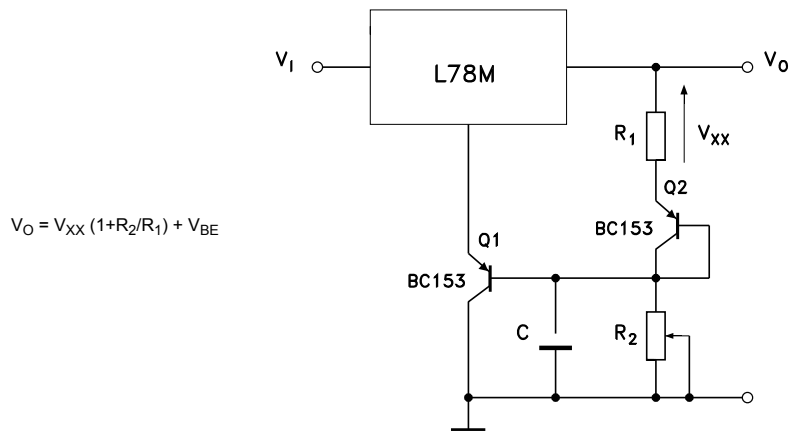 V_I
L78M
V_O
R_1
V_XX
Q2
BC153
V_O = V_XX (1+R_2/R_1) + V_BE
Q1
BC153
C
R_2